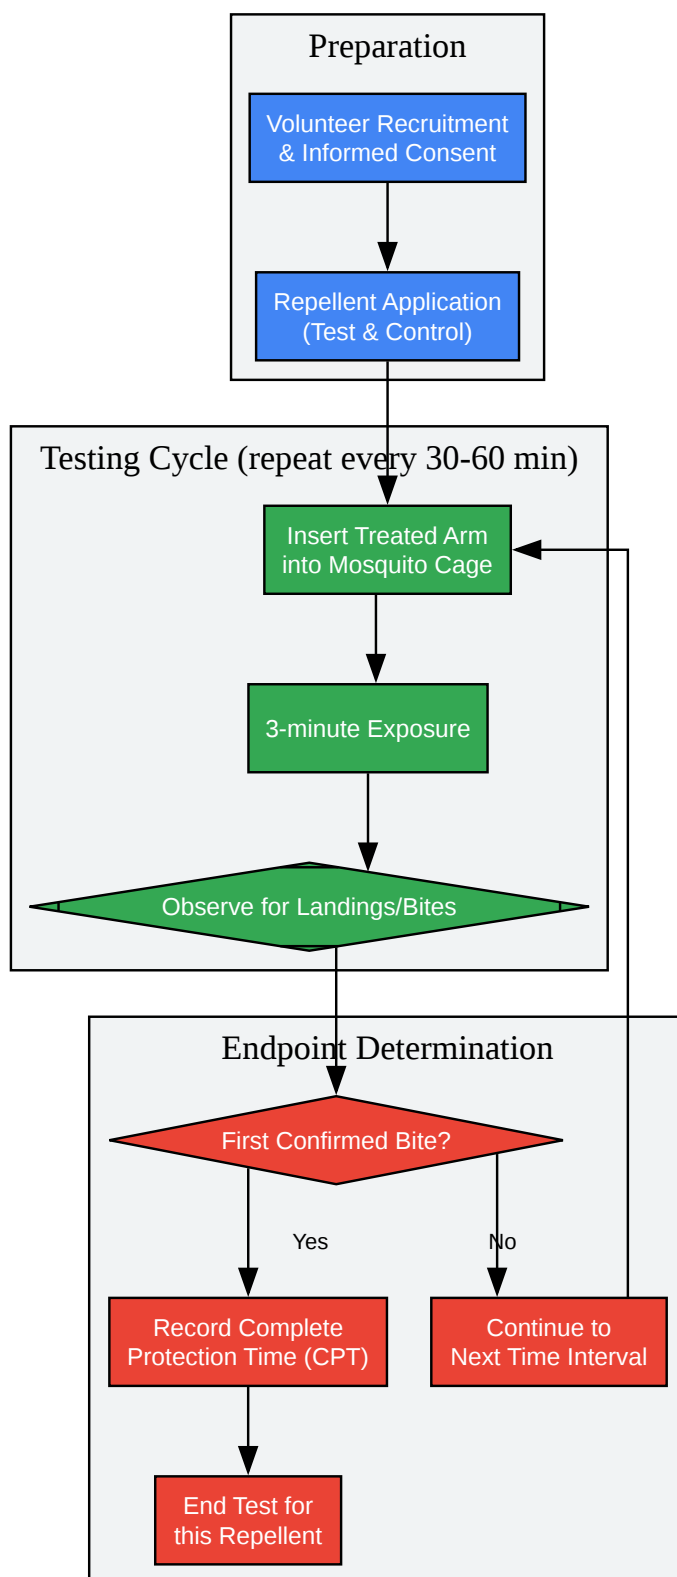 Preparation
Volunteer Recruitment
& Informed Consent
Repellent Application
(Test & Control)
Testing Cycle (repeat every 30-60 min)
Insert Treated Arm
into Mosquito Cage
3-minute Exposure
Observe for Landings/Bites
Endpoint Determination
First Confirmed Bite?
Yes
No
Record Complete
Protection Time (CPT)
Continue to
Next Time Interval
End Test for
this Repellent